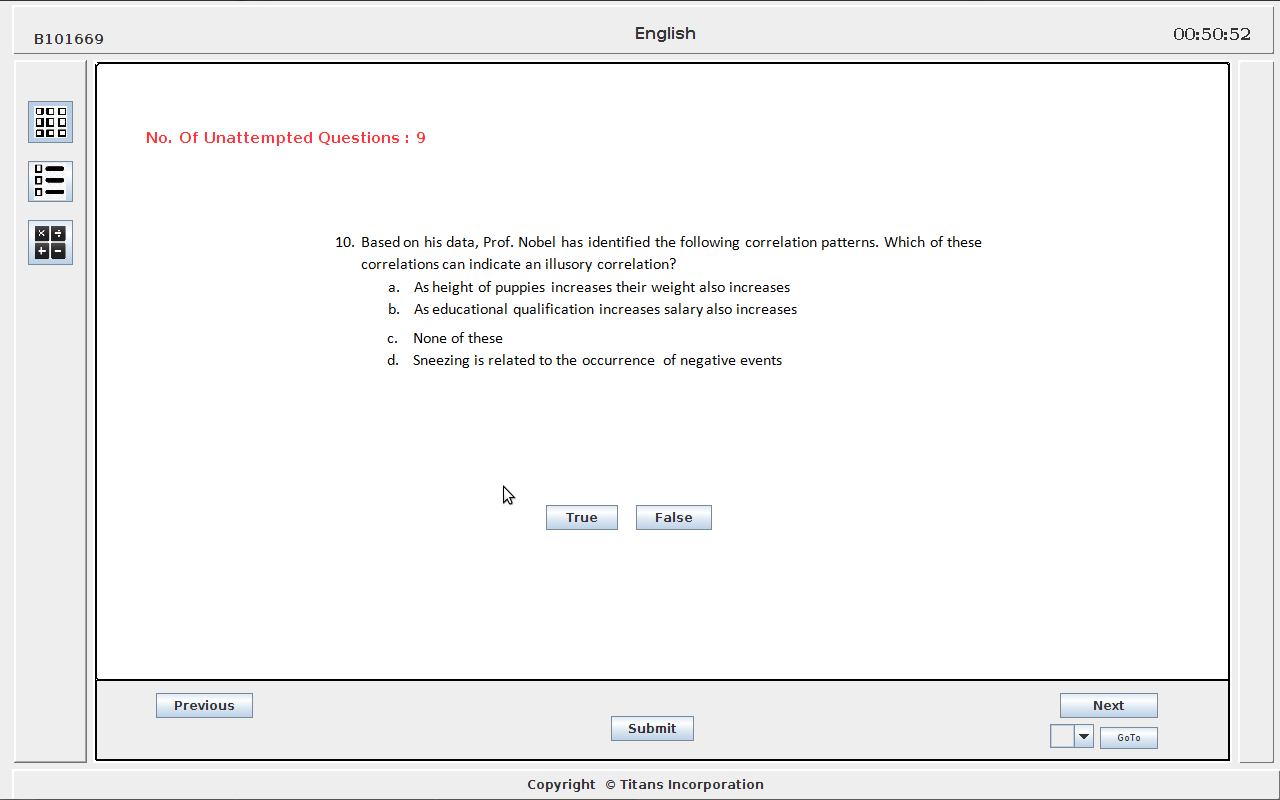 B101669
English
00:50:52
No. Of Unattempted Questions : 9
10. Based on his data, Prof. Nobel has identified the following correlation patterns. Which of these
correlations can indicate an illusory correlation?
a. As height of puppies increases their weight also increases
b. As educational qualification increases salary also increases
c. None of these
d. Sneezing is related to the occurrence of negative events
True
False
Previous
Next
Submit
GoTo
Copyright © Titans Incorporation